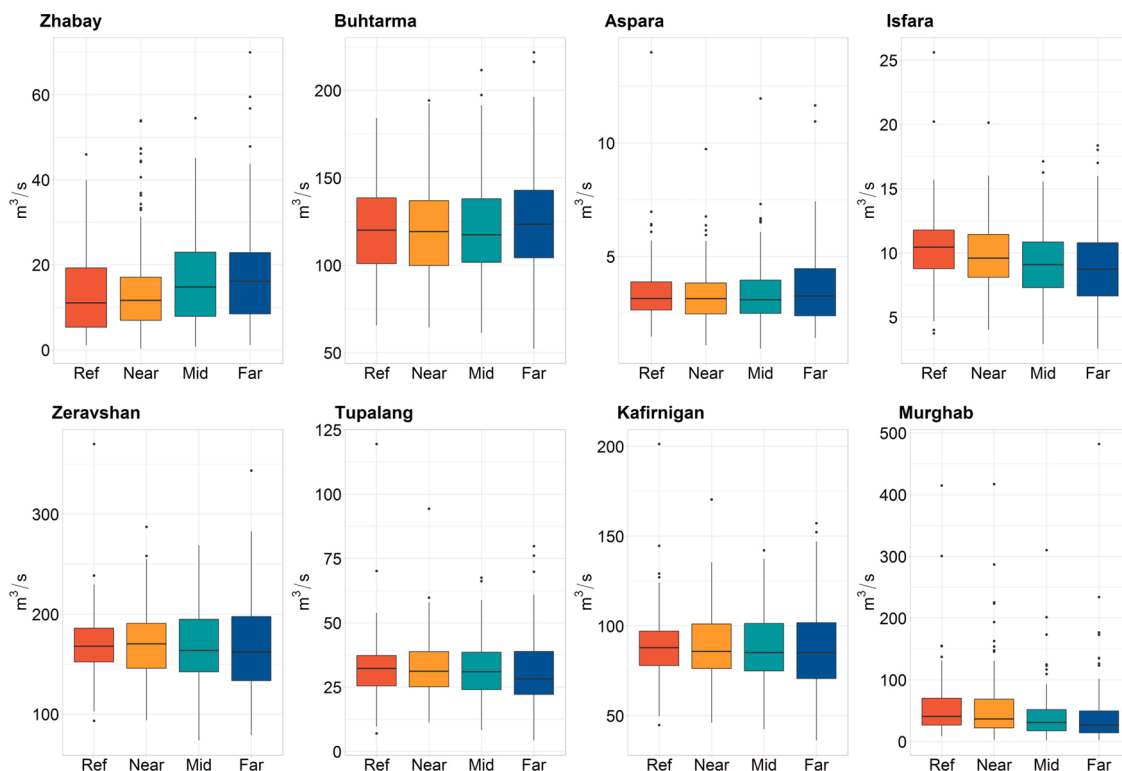 Zhabay
Buhtarma
Aspara
Isfara
m³/s
60
40
20
0
Ref Near Mid Far
m³/s
200
150
100
50
Ref Near Mid Far
m³/s
10
5
Ref Near Mid Far
m³/s
25
20
15
10
5
Ref Near Mid Far
Zeravshan
Tupalang
Kafirnigan
Murghab
m³/s
300
200
100
Ref Near Mid Far
m³/s
125
100
75
50
25
0
Ref Near Mid Far
m³/s
200
150
100
50
Ref Near Mid Far
m³/s
500
400
300
200
100
0
Ref Near Mid Far